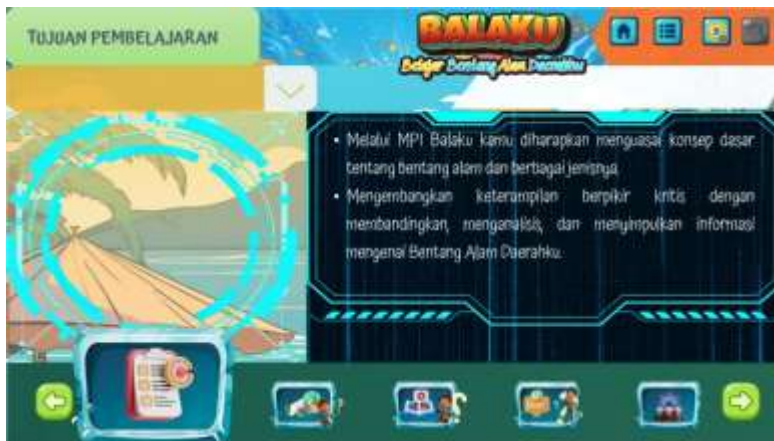 TUJUAN PEMBELAJARAN
BALAKU
Belajar Bentang Alam Daerahku
• Melalui MPI Balaku kamu diharapkan menguasai konsep dasar
tentang bentang alam dan berbagai jenisnya.
• Mengembangkan keterampilan berpikir kritis dengan
membandingkan, menganalisis, dan menyimpulkan informasi
mengenai Bentang Alam Daerahku.